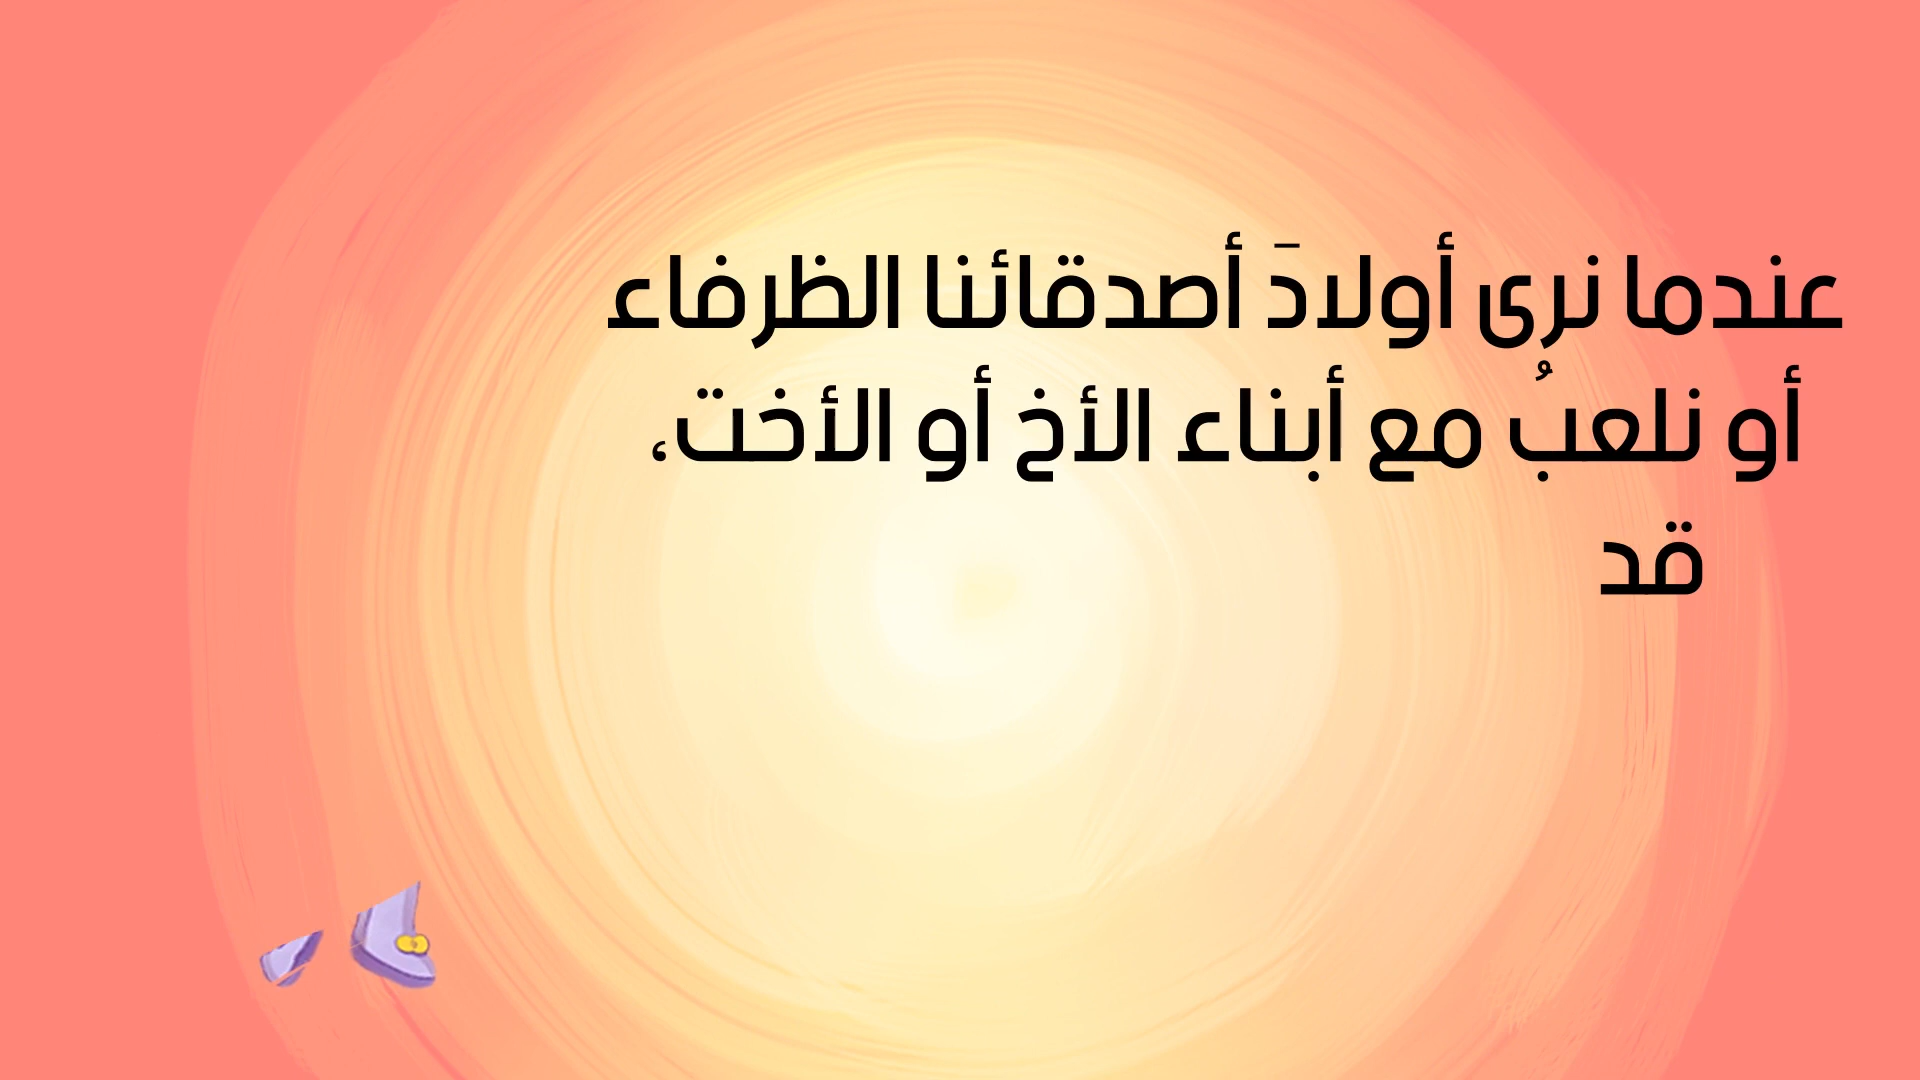 عندما نرى أولادَ أصدقائنا الظرفاء
أو نلعبُ مع أبناء الأخ أو الأخت،
قد